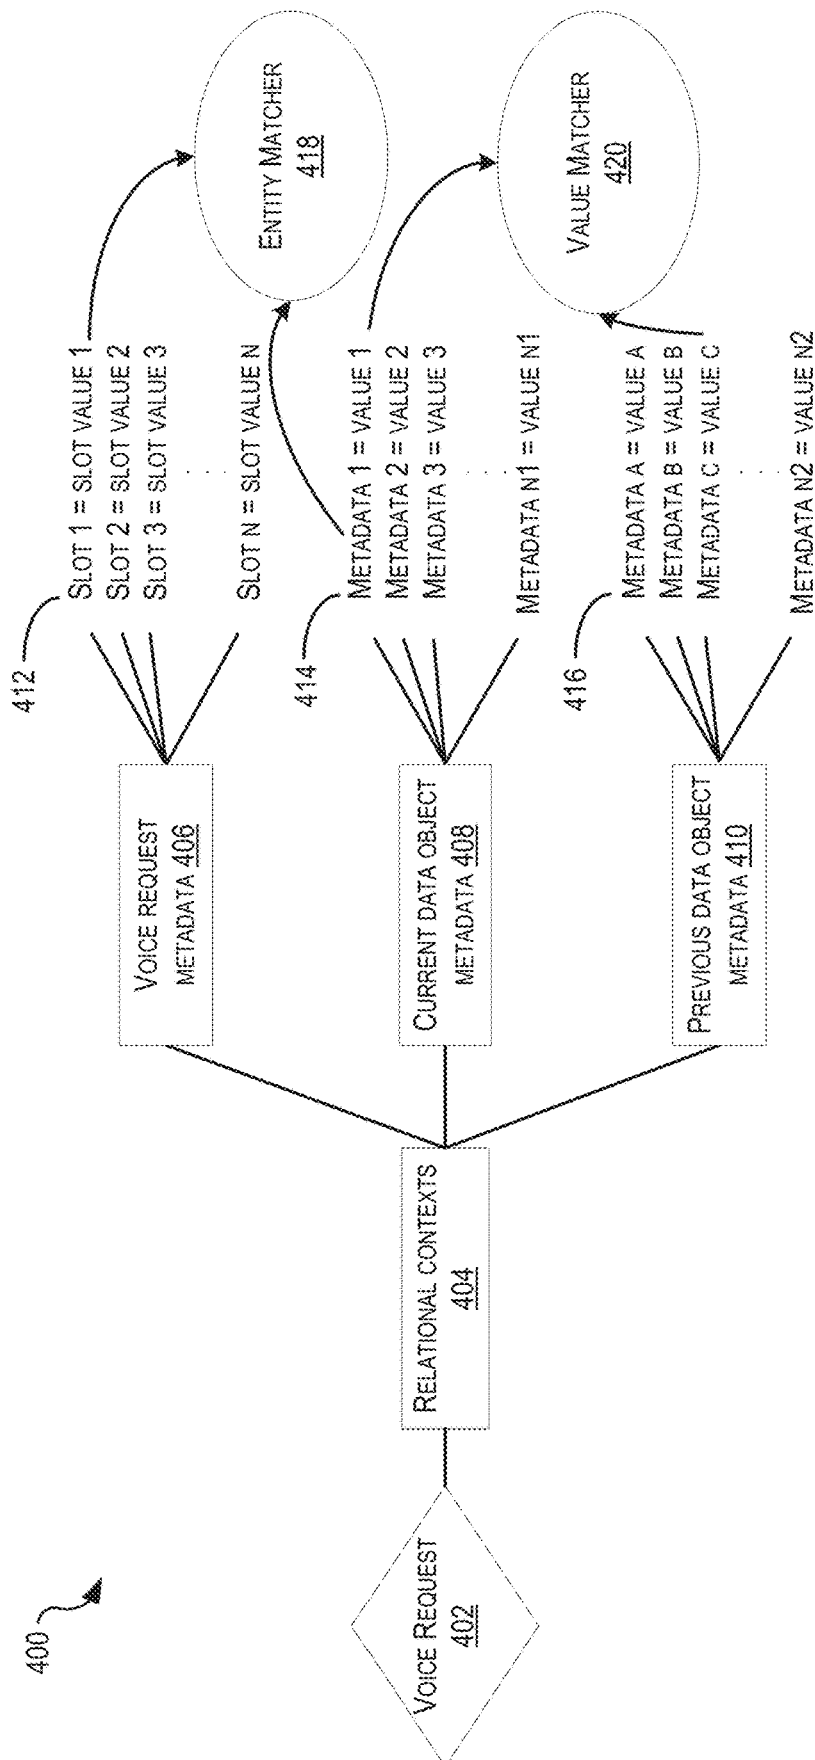 400
VOICE REQUEST
402
RELATIONAL CONTEXTS
404
VOICE REQUEST
METADATA 406
CURRENT DATA OBJECT
METADATA 408
PREVIOUS DATA OBJECT
METADATA 410
412
SLOT 1 = SLOT VALUE 1
SLOT 2 = SLOT VALUE 2
SLOT 3 = SLOT VALUE 3
. . .
SLOT N = SLOT VALUE N
414
METADATA 1 = VALUE 1
METADATA 2 = VALUE 2
METADATA 3 = VALUE 3
. . .
METADATA N1 = VALUE N1
416
METADATA A = VALUE A
METADATA B = VALUE B
METADATA C = VALUE C
. . .
METADATA N2 = VALUE N2
ENTITY MATCHER
418
VALUE MATCHER
420